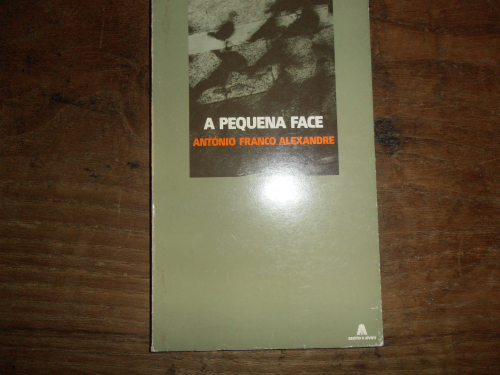 A PEQUENA FACE
ANTÓNIO FRANCO ALEXANDRE